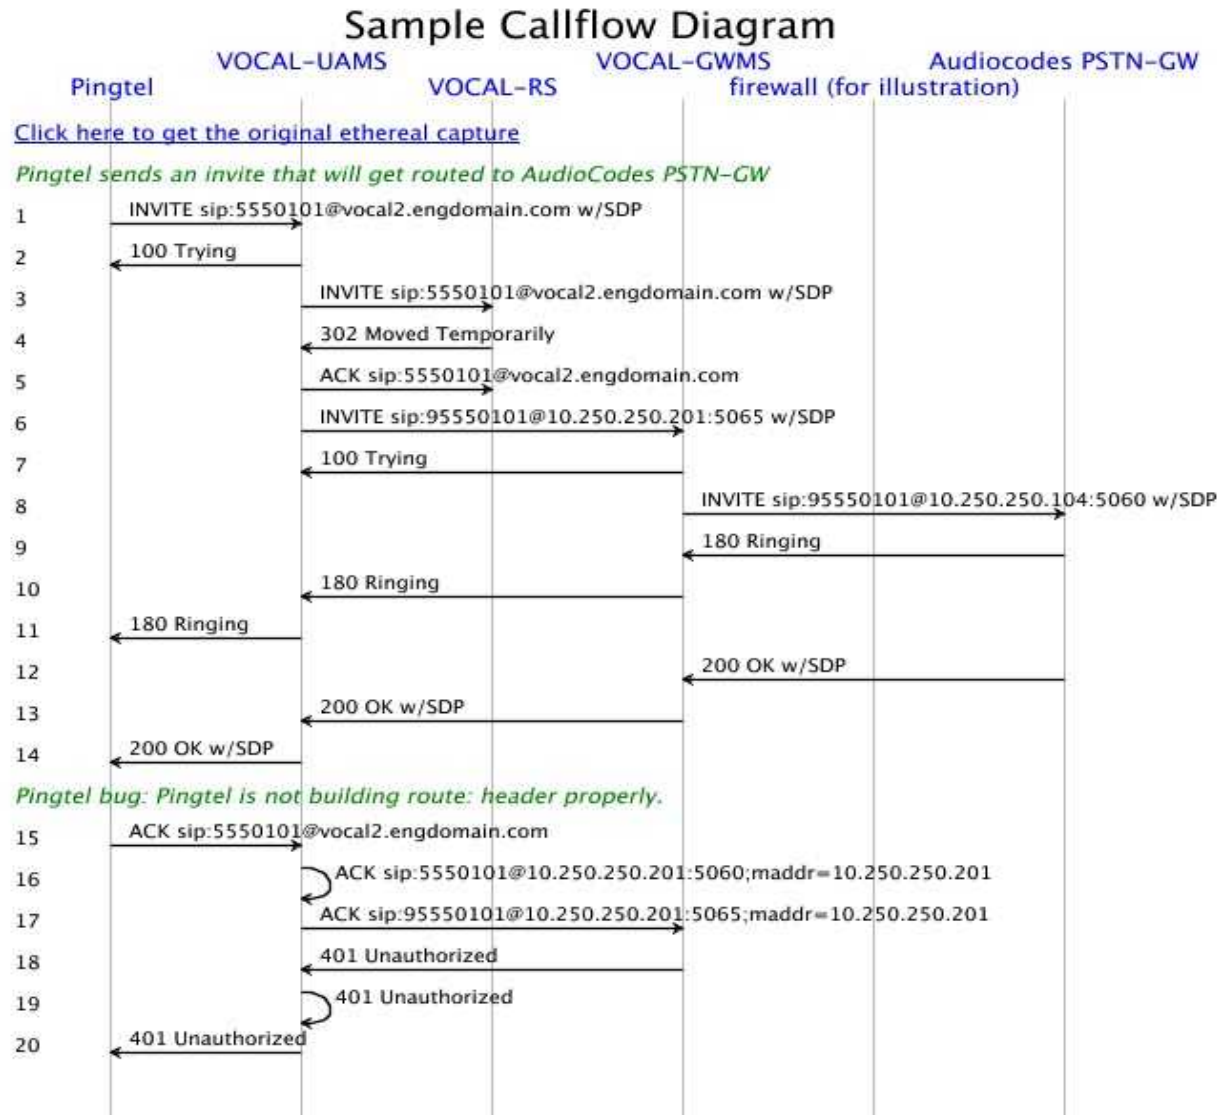 Sample Callflow Diagram
VOCAL-UAMS VOCAL-GWMS Audiocodes PSTN-GW
Pingtel VOCAL-RS firewall (for illustration)
Click here to get the original ethereal capture
Pingtel sends an invite that will get routed to AudioCodes PSTN-GW
1 INVITE sip:5550101@vocal2.engdomain.com w/SDP
2 100 Trying
3 INVITE sip:5550101@vocal2.engdomain.com w/SDP
4 302 Moved Temporarily
5 ACK sip:5550101@vocal2.engdomain.com
6 INVITE sip:95550101@10.250.250.201:5065 w/SDP
7 100 Trying
8 INVITE sip:95550101@10.250.250.104:5060 w/SDP
9 180 Ringing
10 180 Ringing
11 180 Ringing
12 200 OK w/SDP
13 200 OK w/SDP
14 200 OK w/SDP
Pingtel bug: Pingtel is not building route: header properly.
15 ACK sip:5550101@vocal2.engdomain.com
16 ACK sip:5550101@10.250.250.201:5060;maddr=10.250.250.201
17 ACK sip:95550101@10.250.250.201:5065;maddr=10.250.250.201
18 401 Unauthorized
19 401 Unauthorized
20 401 Unauthorized